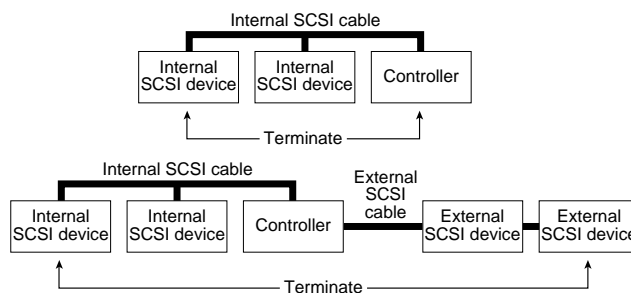 Internal SCSI cable
Internal
SCSI device
Internal
SCSI device
Controller
Terminate
Internal SCSI cable
External
SCSI
cable
Internal
SCSI device
Internal
SCSI device
Controller
External
SCSI device
External
SCSI device
Terminate